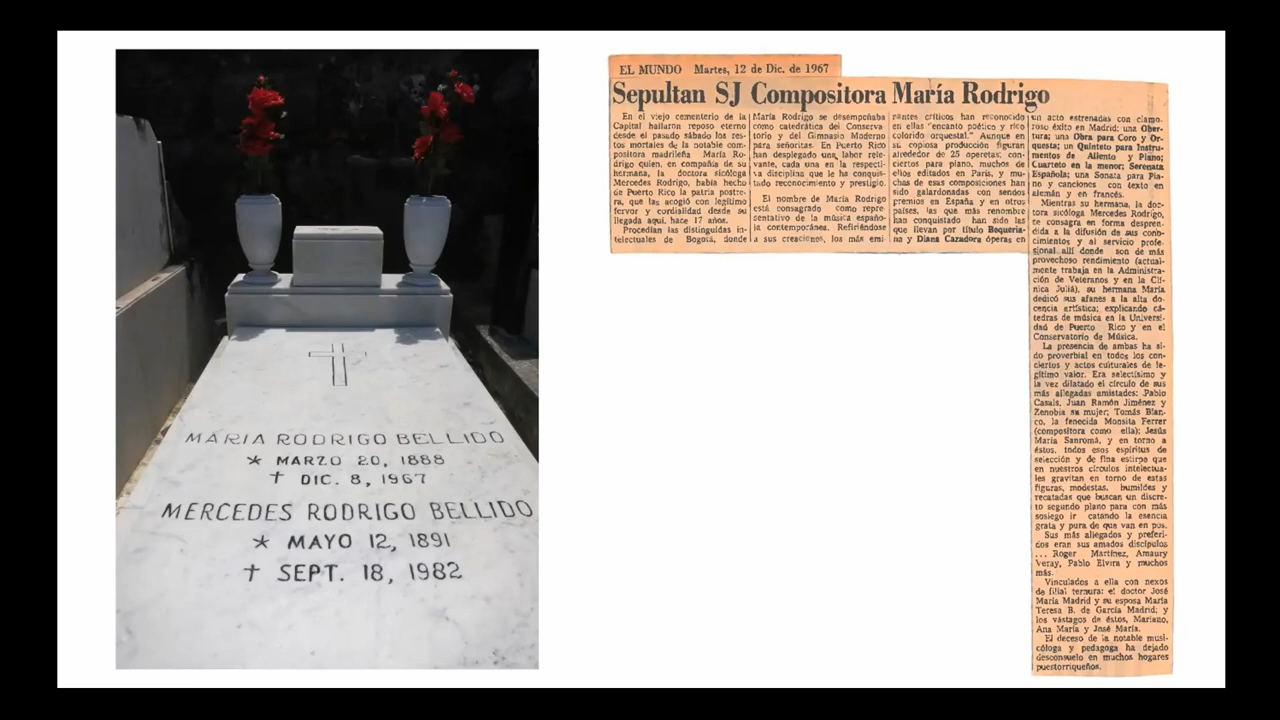 MARIA RODRIGO BELLIDO
* MARZO 20, 1888
† DIC. 8, 1967
MERCEDES RODRIGO BELLIDO
* MAYO 12, 1891
† SEPT. 18, 1982
EL MUNDO Martes, 12 de Dic. de 1967
Sepultan SJ Compositora María Rodrigo
En el viejo cementerio de la
Capital hallaron reposo eterno
desde el pasado sábado los res-
tos mortales de la notable com-
positora madrileña María Ro-
drigo quien, en compañía de su
hermana, la doctora sicóloga
Mercedes Rodrigo, había hecho
de Puerto Rico la patria postre-
ra, que las acogió con legítimo
fervor y cordialidad desde su
llegada aquí, hace 17 años.
Procedían las distinguidas in-
telectuales de Bogotá, donde
María Rodrigo se desempeñaba
como catedrática del Conserva-
torio y del Gimnasio Moderno
para señoritas. En Puerto Rico
han desplegado una labor rele-
vante, cada una en la respecti-
va disciplina que le ha conquis-
tado reconocimiento y prestigio.
El nombre de María Rodrigo
está consagrado como repre-
sentativo de la música españo-
la contemporánea. Refiriéndose
a sus creaciones, los más emi-
nantes críticos han reconocido
en ellas "encanto poético y rico
colorido orquestal." Aunque en
su copiosa producción figuran
alrededor de 25 operetas; con-
ciertos para piano, muchos de
ellos editados en París, y mu-
chas de esas composiciones han
sido galardonadas con sendos
premios en España y en otros
países, las que más renombre
han conquistado han sido las
que llevan por título Bequeria-
na y Diana Cazadora óperas en
un acto estrenadas con clamo-
roso éxito en Madrid; una Ober-
tura; una Obra para Coro y Or-
questa; un Quinteto para Instru-
mentos de Aliento y Piano;
Cuarteto en la menor; Serenata
Española; una Sonata para Pia-
no y canciones con texto en
alemán y en francés.
Mientras su hermana, la doc-
tora sicóloga Mercedes Rodrigo,
se consagra en forma despren-
dida a la difusión de sus cono-
cimientos y al servicio profe-
sional allí donde son de más
provechoso rendimiento (actual-
mente trabaja en la Administra-
ción de Veteranos y en la Clí-
nica Juliá), su hermana María
dedicó sus afanes a la alta do-
cencia artística; explicando cá-
tedras de música en la Universi-
dad de Puerto Rico y en el
Conservatorio de Música.
La presencia de ambas ha si-
do proverbial en todos los con-
ciertos y actos culturales de le-
gítimo valor. Era selectísimo y
a la vez dilatado el círculo de sus
más allegadas amistades: Pablo
Casals, Juan Ramón Jiménez y
Zenobia su mujer; Tomás Blan-
co, la fenecida Monsita Ferrer
(compositora como ella); Jesús
María Sanromá, y en torno a
éstos, todos esos espíritus de
selección y de fina estirpe que
en nuestros círculos intelectua-
les gravitan en torno de estas
figuras, modestas, humildes y
recatadas que buscan un discre-
to segundo plano para con más
sosiego ir catando la esencia
grata y pura de que van en pos.
Sus más allegados y preferi-
dos eran sus amados discípulos
... Roger Martínez, Amaury
Veray, Pablo Elvira y muchos
más.
Vinculados a ella con nexos
de filial ternura: el doctor José
María Madrid y su esposa María
Teresa B. de García Madrid; y
los vástagos de éstos, Mariano,
Ana María y José María.
El deceso de la notable musi-
cóloga y pedagoga ha dejado
desconsuelo en muchos hogares
puertorriqueños.